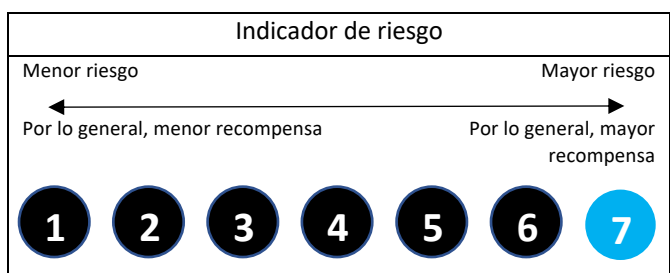 Indicador de riesgo
Menor riesgo Mayor riesgo
Por lo general, menor recompensa Por lo general, mayor
recompensa
1 2 3 4 5 6 7